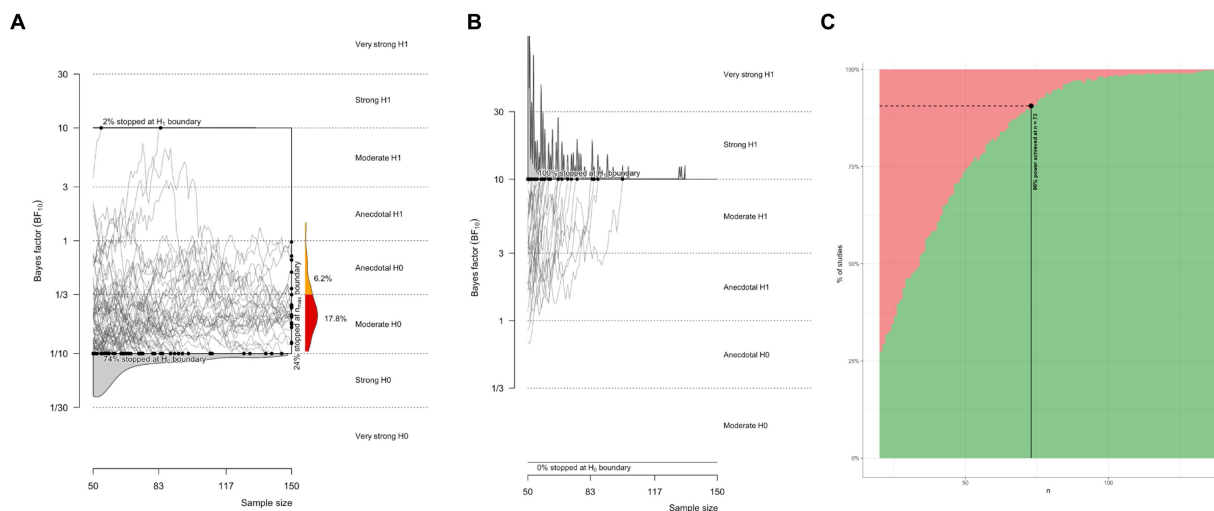 A
Very strong H1
30
Strong H1
10
2% stopped at H₁ boundary
Moderate H1
3
Anecdotal H1
1
Anecdotal H0
6.2%
1/3
17.8%
Moderate H0
1/10
74% stopped at H₀ boundary
24% stopped at nmax boundary
Strong H0
1/30
Very strong H0
Bayes factor (BF₁₀)
50
83
117
150
Sample size
B
Very strong H1
30
Strong H1
100% stopped at H₁ boundary
10
Moderate H1
3
Anecdotal H1
1
Anecdotal H0
1/3
Moderate H0
0% stopped at H₀ boundary
Bayes factor (BF₁₀)
50
83
117
150
Sample size
C
100%
75%
50%
25%
0%
% of studies
90% power achieved at n = 73
50
100
n